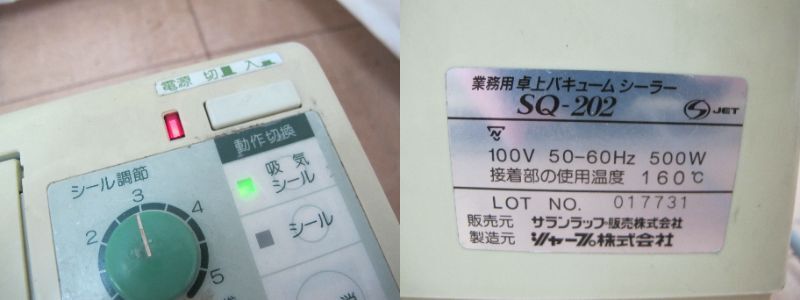 電源 切 入
動作切換
シール調節
吸気
シール
シール
2
3
4
5
業務用 卓上バキューム シーラー
SQ-202
JET
100V 50-60Hz 500W
接着部の使用温度 160℃
LOT NO. 017731
販売元 サランラップ販売株式会社
製造元 シャープ株式会社